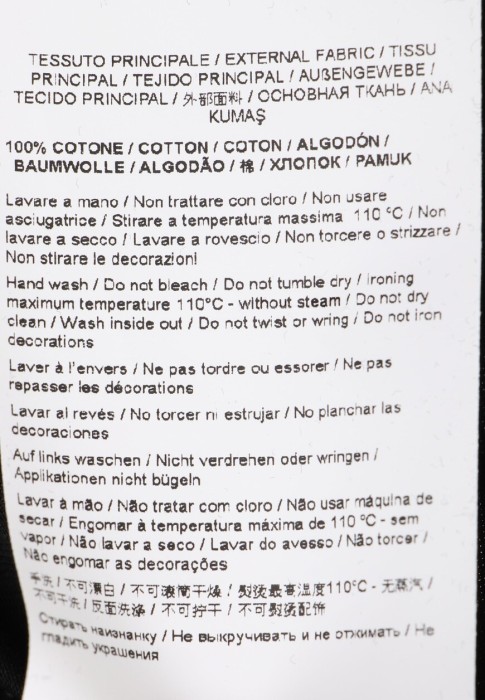 TESSUTO PRINCIPALE / EXTERNAL FABRIC / TISSU
PRINCIPAL / TEJIDO PRINCIPAL / AUßENGEWEBE /
TECIDO PRINCIPAL / 外部面料 / ОСНОВНАЯ ТКАНЬ / ANA
KUMAŞ
100% COTONE / COTTON / COTON / ALGODÓN /
BAUMWOLLE / ALGODÃO / 棉 / ХЛОПОК / PAMUK
Lavare a mano / Non trattare con cloro / Non usare
asciugatrice / Stirare a temperatura massima 110 °C / Non
lavare a secco / Lavare a rovescio / Non torcere o strizzare /
Non stirare le decorazioni
Hand wash / Do not bleach / Do not tumble dry / ironing
maximum temperature 110°C - without steam / Do not dry
clean / Wash inside out / Do not twist or wring / Do not iron
decorations
Laver à l'envers / Ne pas tordre ou essorer / Ne pas
repasser les décorations
Lavar al revés / No torcer ni estrujar / No planchar las
decoraciones
Auf links waschen / Nicht verdrehen oder wringen /
Applikationen nicht bügeln
Lavar à mão / Não tratar com cloro / Não usar máquina de
secar / Engomar à temperatura máxima de 110 °C - sem
vapor / Não lavar a seco / Lavar do avesso / Não torcer /
Não engomar as decorações
手洗 / 不可漂白 / 不可滚筒干燥 / 熨烫最高温度110°C - 无蒸汽 /
不可干洗 / 反面洗涤 / 不可拧干 / 不可熨烫配饰
Стирать наизнанку / Не выкручивать и не отжимать / Не
гладить украшения